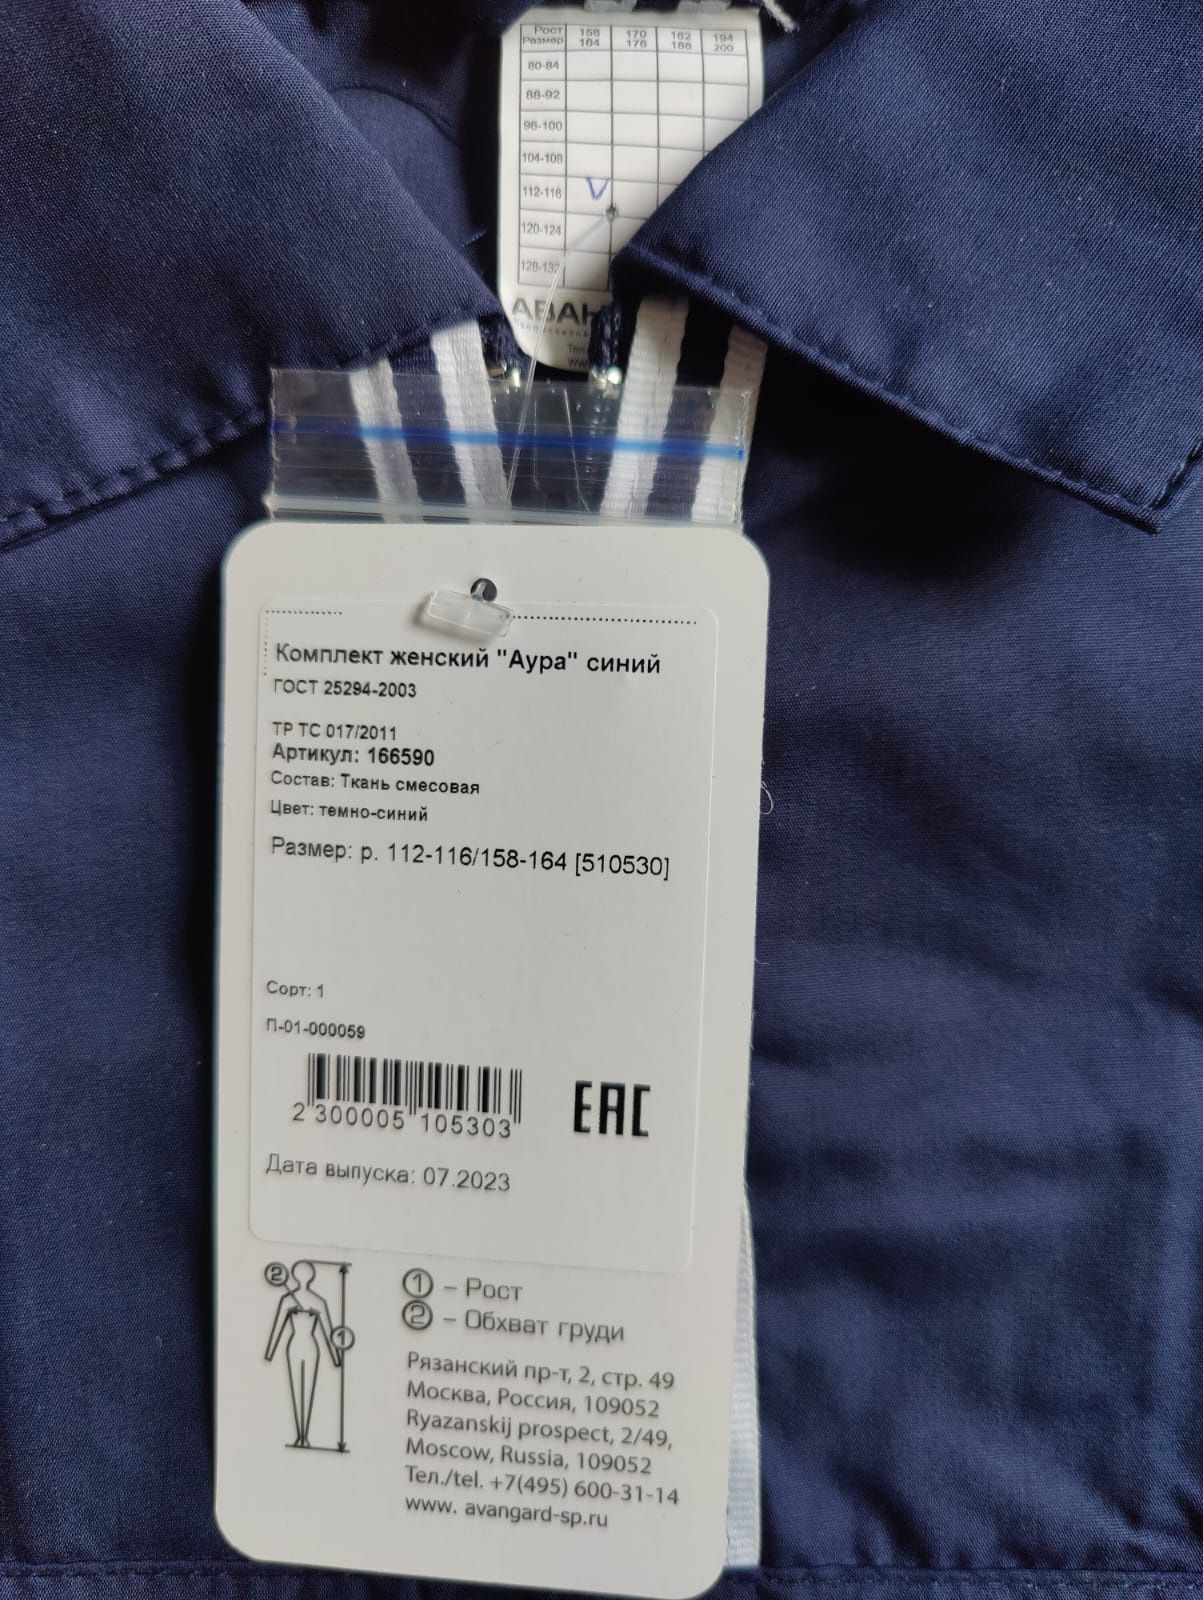 Рост 158 170 182 194
Размер 164 176 188 200
80-84
88-92
96-100
104-108
112-116 V
120-124
128-132
АВАН
Тел
www
Комплект женский "Аура" синий
ГОСТ 25294-2003
ТР ТС 017/2011
Артикул: 166590
Состав: Ткань смесовая
Цвет: темно-синий
Размер: р. 112-116/158-164 [510530]
Сорт: 1
П-01-000059
2 300005 105303
EAC
Дата выпуска: 07.2023
2
1
1 – Рост
2 – Обхват груди
Рязанский пр-т, 2, стр. 49
Москва, Россия, 109052
Ryazanskij prospect, 2/49,
Moscow, Russia, 109052
Тел./tel. +7(495) 600-31-14
www. avangard-sp.ru